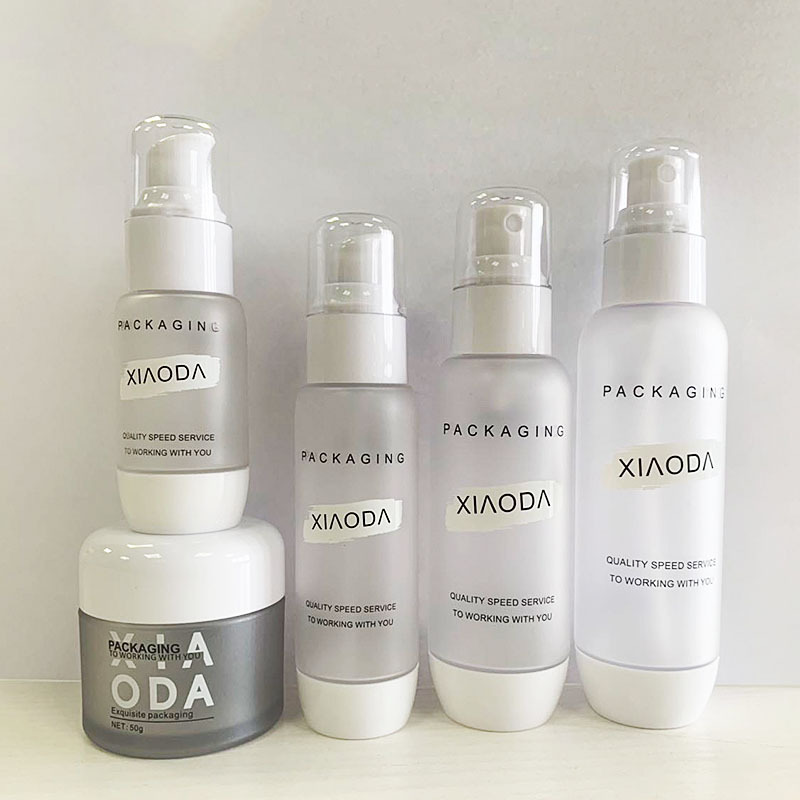 PACKAGING
XIΛODΛ
QUALITY SPEED SERVICE
TO WORKING WITH YOU
XIA
PACKAGING
TO WORKING WITH YOU
ODA
Exquisite packaging
NET: 50g
PACKAGING
XIΛODΛ
QUALITY SPEED SERVICE
TO WORKING WITH YOU
PACKAGING
XIΛODΛ
QUALITY SPEED SERVICE
TO WORKING WITH YOU
PACKAGING
XIΛODΛ
QUALITY SPEED SERVICE
TO WORKING WITH YOU